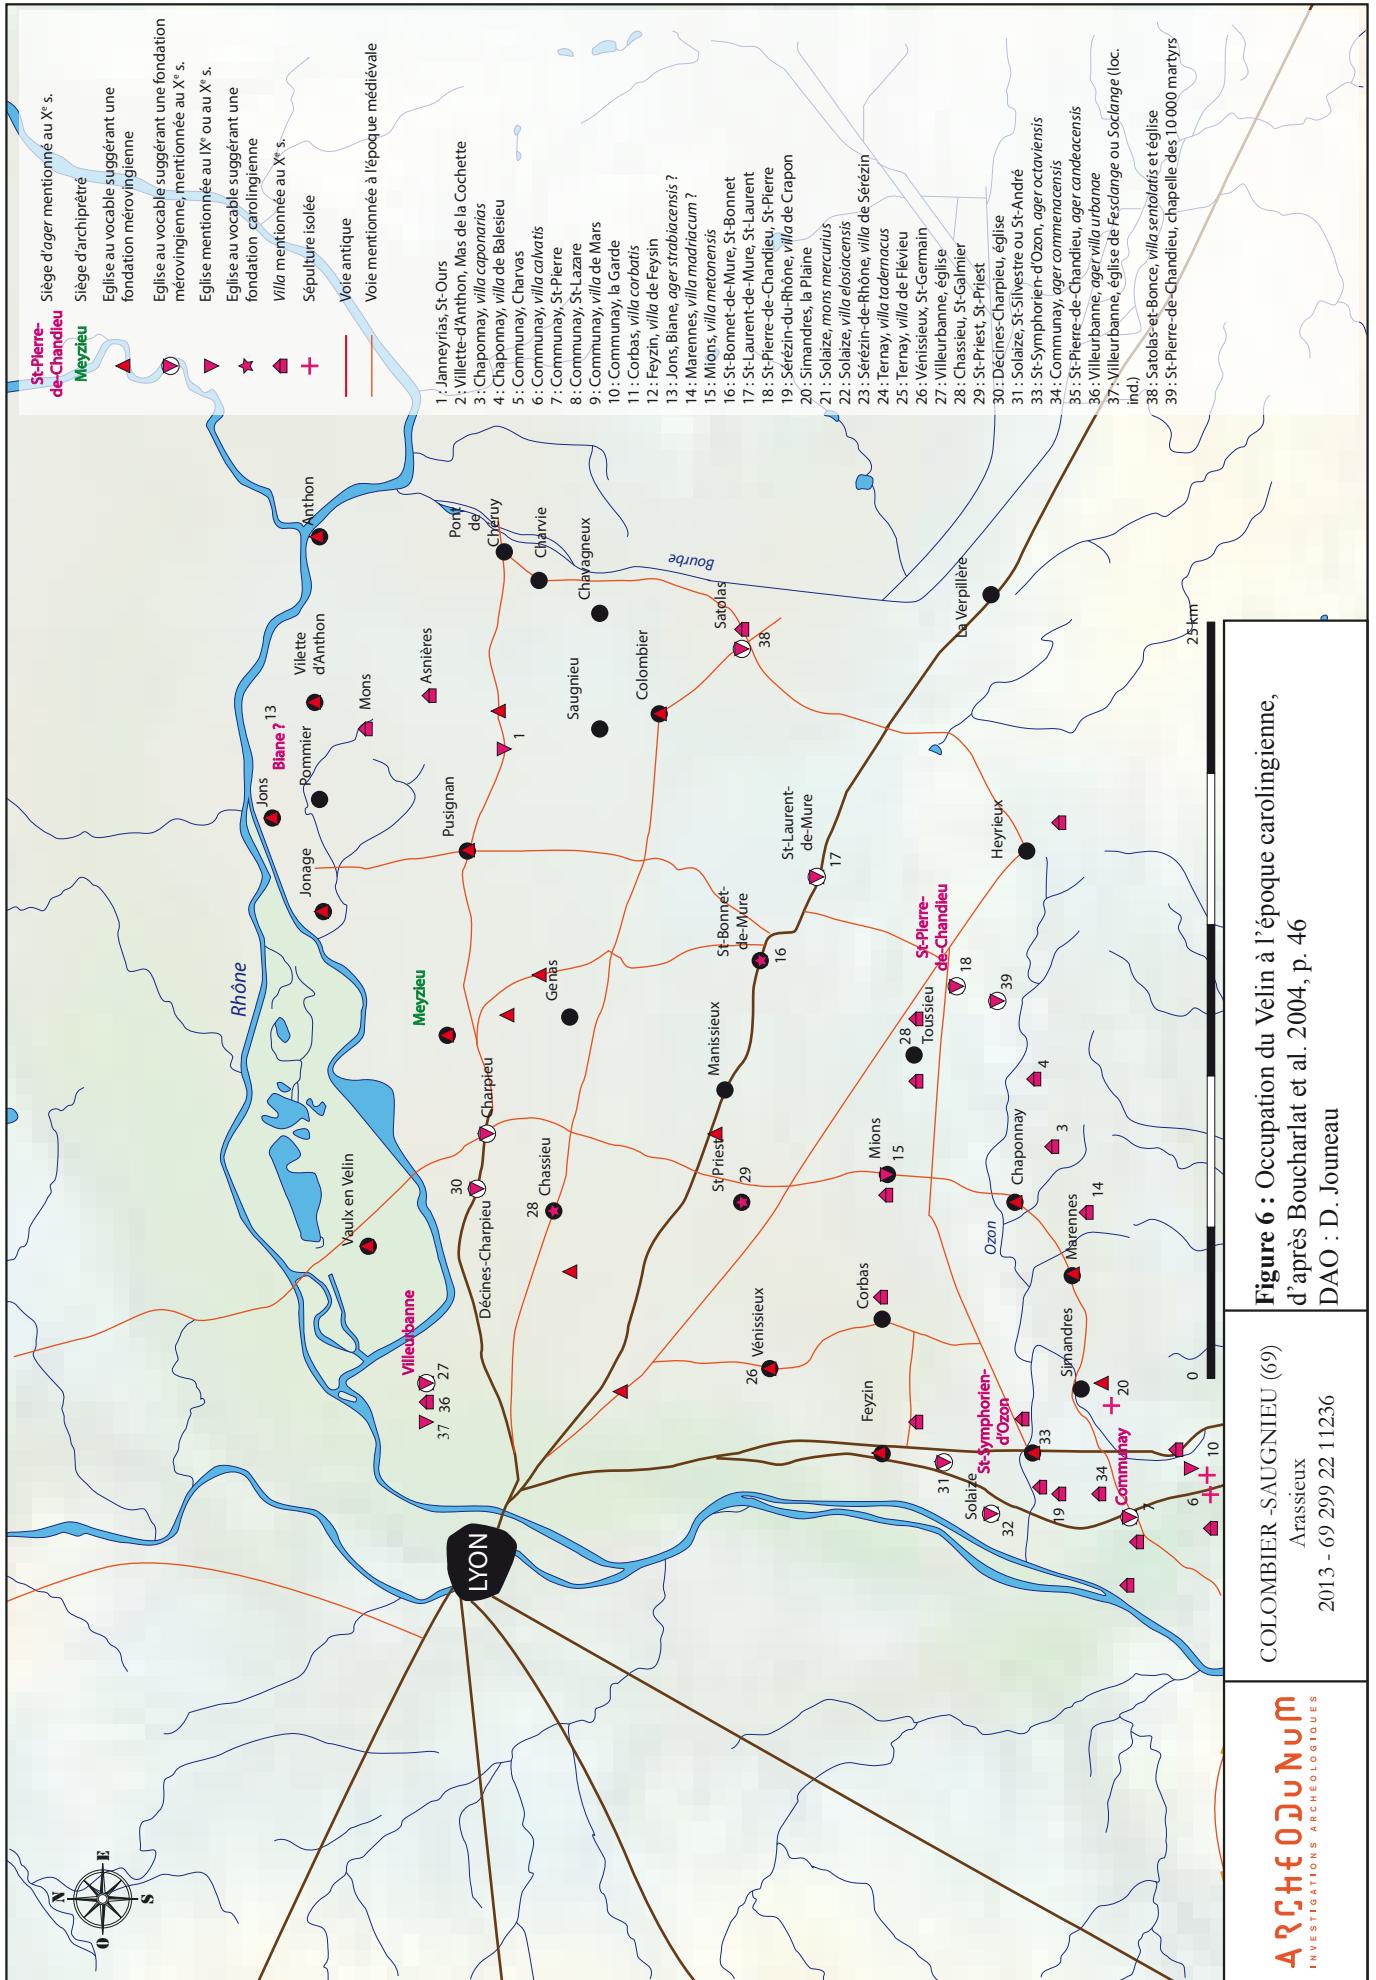 St-Pierre-
de-Chandieu
Siège d'ager mentionné au Xe s.
Meyzieu
Siège d'archiprêtré
Eglise au vocable suggérant une
fondation mérovingienne
Eglise au vocable suggérant une fondation
mérovingienne, mentionnée au Xe s.
Eglise mentionnée au IXe ou au Xe s.
Eglise au vocable suggérant une
fondation carolingienne
Villa mentionnée au Xe s.
Sépulture isolée
Voie antique
Voie mentionnée à l'époque médiévale
1 : Janneyrias, St-Ours
2 : Villette-d'Anthon, Mas de la Cochette
3 : Chaponnay, villa caponarias
4 : Chaponnay, villa de Balesieu
5 : Communay, Charvas
6 : Communay, villa calvatis
7 : Communay, St-Pierre
8 : Communay, St-Lazare
9 : Communay, villa de Mars
10 : Communay, la Garde
11 : Corbas, villa corbatis
12 : Feyzin, villa de Feysin
13 : Jons, Biane, ager strabiacensis ?
14 : Marennes, villa madriacum ?
15 : Mions, villa metonensis
16 : St-Bonnet-de-Mure, St-Bonnet
17 : St-Laurent-de-Mure, St-Laurent
18 : St-Pierre-de-Chandieu, St-Pierre
19 : Sérézin-du-Rhône, villa de Crapon
20 : Simandres, la Plaine
21 : Solaize, mons mercurius
22 : Solaize, villa elosiacensis
23 : Sérézin-de-Rhône, villa de Sérézin
24 : Ternay, villa tadernacus
25 : Ternay, villa de Flévieu
26 : Vénissieux, St-Germain
27 : Villeurbanne, église
28 : Chassieu, St-Galmier
29 : St-Priest, St-Priest
30 : Décines-Charpieu, église
31 : Solaize, St-Silvestre ou St-André
33 : St-Symphorien-d'Ozon, ager octaviensis
34 : Communay, ager commenacensis
35 : St-Pierre-de-Chandieu, ager candeacensis
36 : Villeurbanne, ager villa urbanae
37 : Villeurbanne, église de Fesclange ou Soclange (loc.
ind.)
38 : Satolas-et-Bonce, villa sentolatis et église
39 : St-Pierre-de-Chandieu, chapelle des 10 000 martyrs
N
O
E
S
LYON
Rhône
Vaulx en Velin
Villeurbanne
37
36
27
Jonage
Jons
Biane ?
13
Pommier
Vilette
d'Anthon
Anthon
Mons
Asnières
Meyzieu
Pusignan
1
Pont
de
Chéruy
Charvie
Chavagneux
Bourbe
Charpieu
30
Décines-Charpieu
28
Chassieu
Genas
Saugnieu
Colombier
Satolas
38
St Priest
29
Manissieux
St-Bonnet-
de-Mure
16
St-Laurent-
de-Mure
17
La Verpillère
26
Vénissieux
Corbas
Mions
15
28
Toussieu
St-Pierre-
de-Chandieu
18
39
Heyrieux
Feyzin
31
Solaize
32
St-Symphorien-
d'Ozon
33
Ozon
Chaponnay
4
3
14
Marennes
Simandres
20
19
34
Communay
7
6
10
0
25 km
Figure 6 : Occupation du Velin à l'époque carolingienne,
d'après Boucharlat et al. 2004, p. 46
DAO : D. Jouneau
COLOMBIER -SAUGNIEU (69)
Arassieux
2013 - 69 299 22 11236
ARCHEODUNUM
INVESTIGATIONS ARCHÉOLOGIQUES